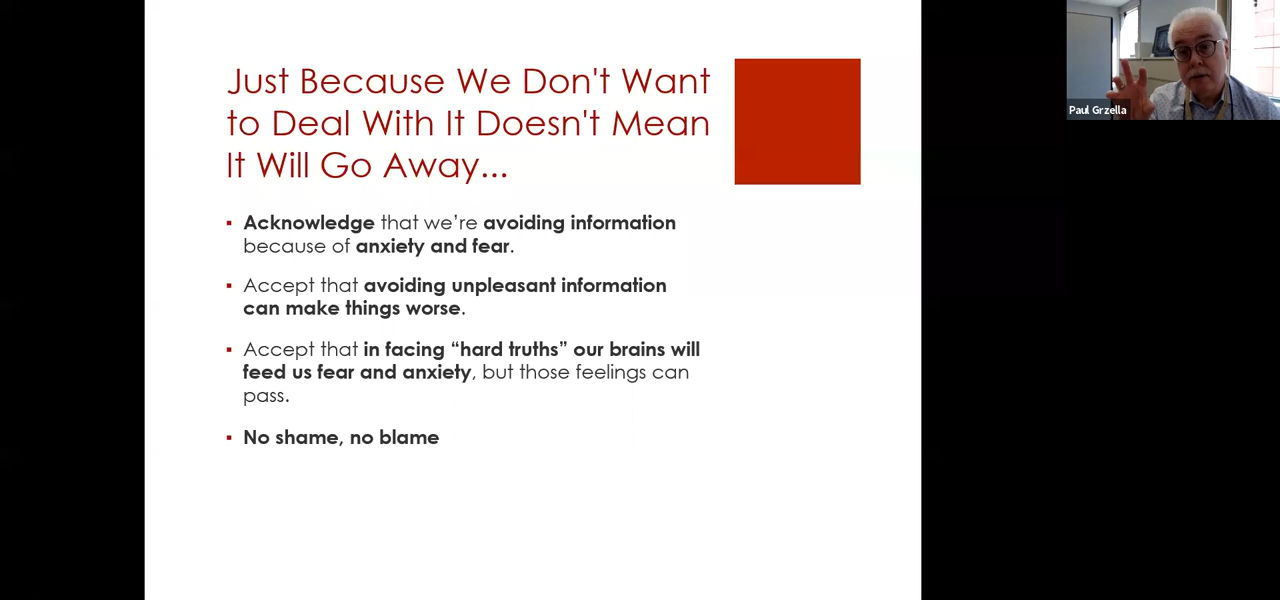 Just Because We Don't Want
to Deal With It Doesn't Mean
It Will Go Away...
▪ Acknowledge that we’re avoiding information
because of anxiety and fear.
▪ Accept that avoiding unpleasant information
can make things worse.
▪ Accept that in facing “hard truths” our brains will
feed us fear and anxiety, but those feelings can
pass.
▪ No shame, no blame
Paul Grzella